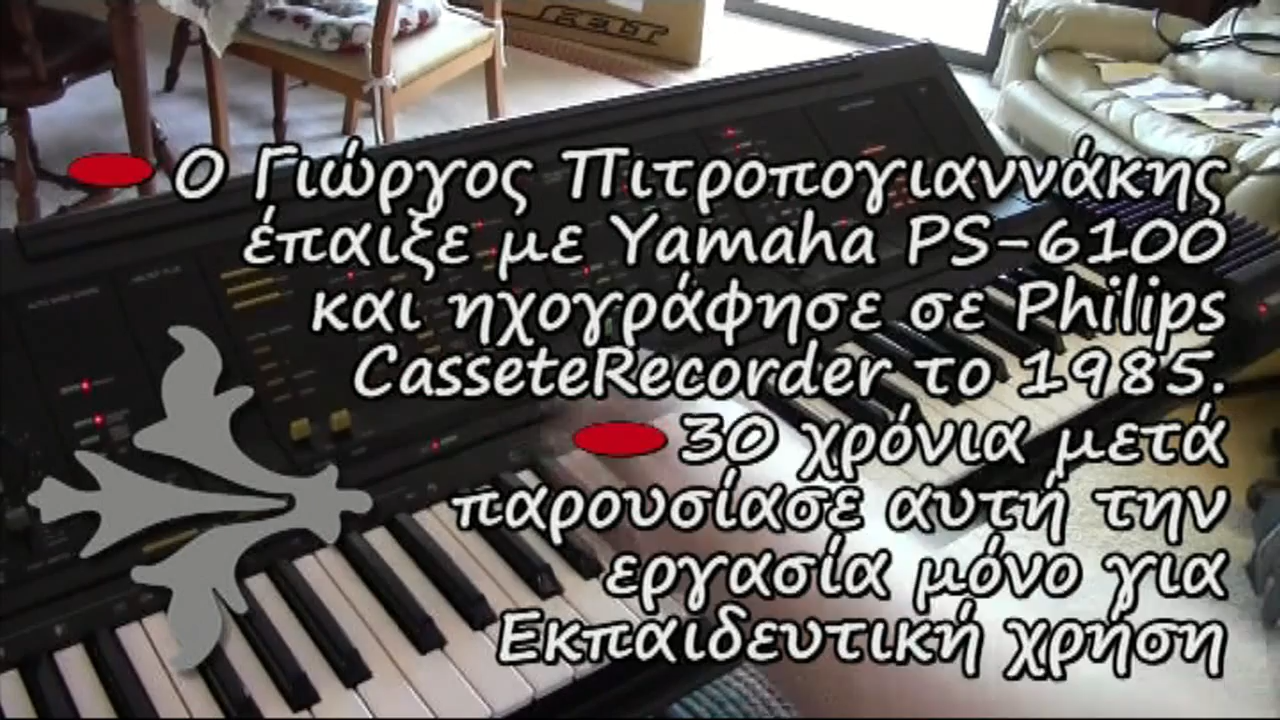 FELT
Ο Γιώργος Πιτροπογιαννάκης
έπαιξε με Yamaha PS-6100
και ηχογράφησε σε Philips
CasseteRecorder το 1985.
30 χρόνια μετά
παρουσίασε αυτή την
εργασία μόνο για
Εκπαιδευτική χρήση